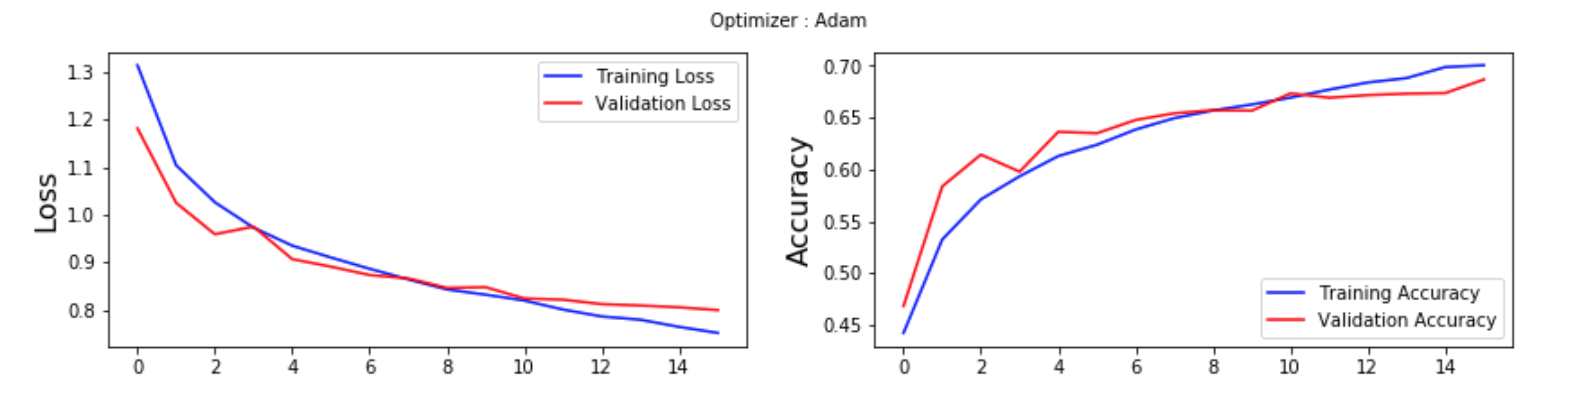 Optimizer : Adam
Loss
1.3
1.2
1.1
1.0
0.9
0.8
0 2 4 6 8 10 12 14
Training Loss
Validation Loss
Accuracy
0.70
0.65
0.60
0.55
0.50
0.45
0 2 4 6 8 10 12 14
Training Accuracy
Validation Accuracy